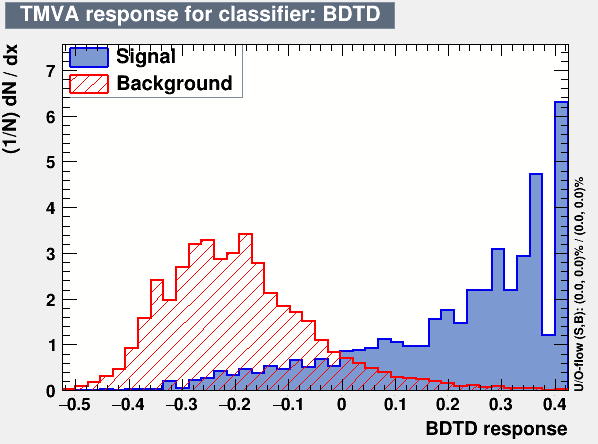 TMVA response for classifier: BDTD
(1/N) dN / dx
Signal
Background
7
6
5
4
3
2
1
0
−0.5 −0.4 −0.3 −0.2 −0.1 0 0.1 0.2 0.3 0.4
BDTD response
U/O-flow (S,B): (0.0, 0.0)% / (0.0, 0.0)%